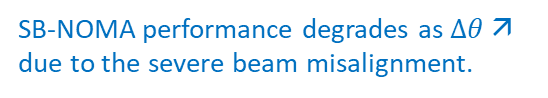 SB-NOMA performance degrades as Δθ ↗
due to the severe beam misalignment.